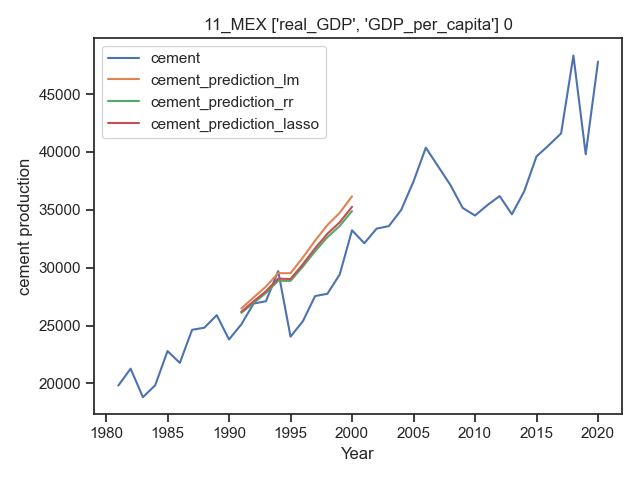 11_MEX ['real_GDP', 'GDP_per_capita'] 0
cement
cement_prediction_lm
cement_prediction_rr
cement_prediction_lasso
cement production
45000
40000
35000
30000
25000
20000
1980 1985 1990 1995 2000 2005 2010 2015 2020
Year